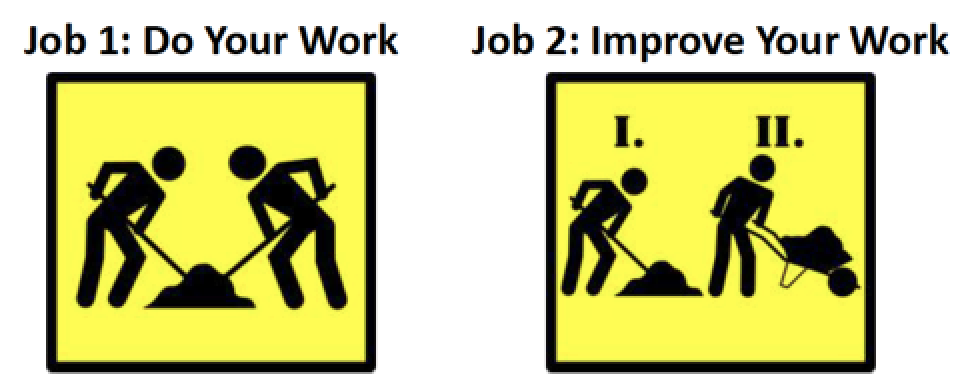 Job 1: Do Your Work
Job 2: Improve Your Work
I.
II.